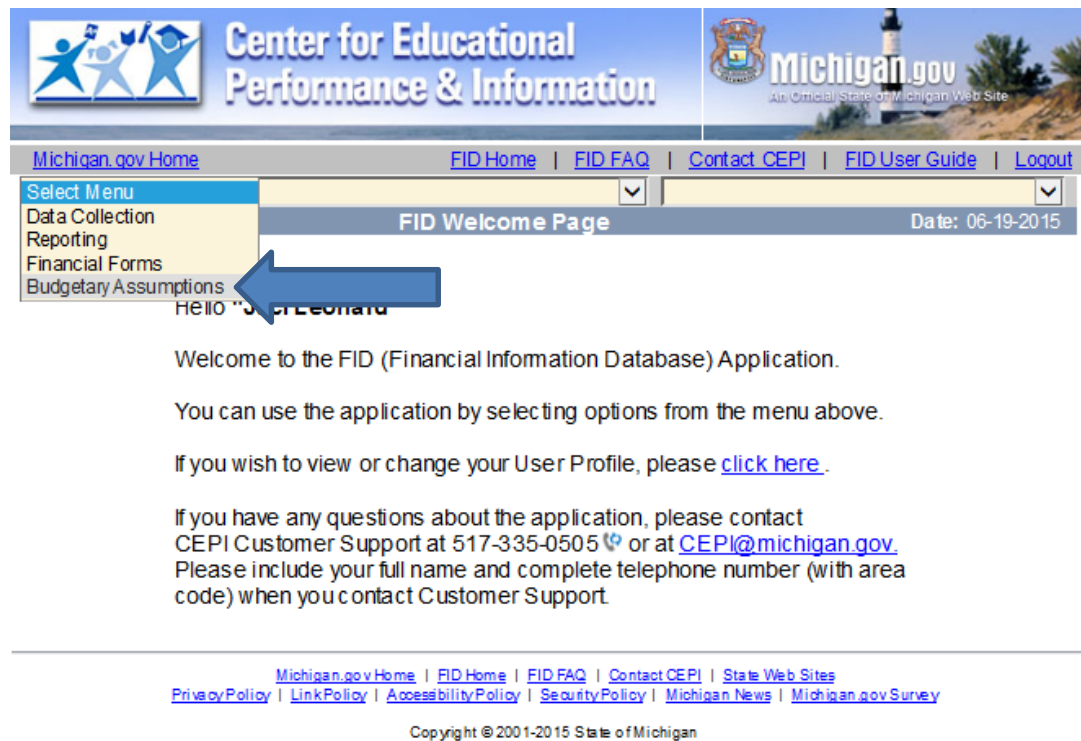 Center for Educational
Performance & Information
Michigan.gov
An Official State of Michigan Web Site
Michigan.gov Home FID Home | FID FAQ | Contact CEPI | FID User Guide | Logout
Select Menu
Data Collection
FID Welcome Page Date: 06-19-2015
Reporting
Financial Forms
Budgetary Assumptions
Hello "
Welcome to the FID (Financial Information Database) Application.
You can use the application by selecting options from the menu above.
If you wish to view or change your User Profile, please click here .
If you have any questions about the application, please contact
CEPI Customer Support at 517-335-0505 or at CEPI@michigan.gov.
Please include your full name and complete telephone number (with area
code) when you contact Customer Support.
Michigan.gov Home | FID Home | FID FAQ | Contact CEPI | State Web Sites
Privacy Policy | Link Policy | Accessibility Policy | Security Policy | Michigan News | Michigan.gov Survey
Copyright © 2001-2015 State of Michigan